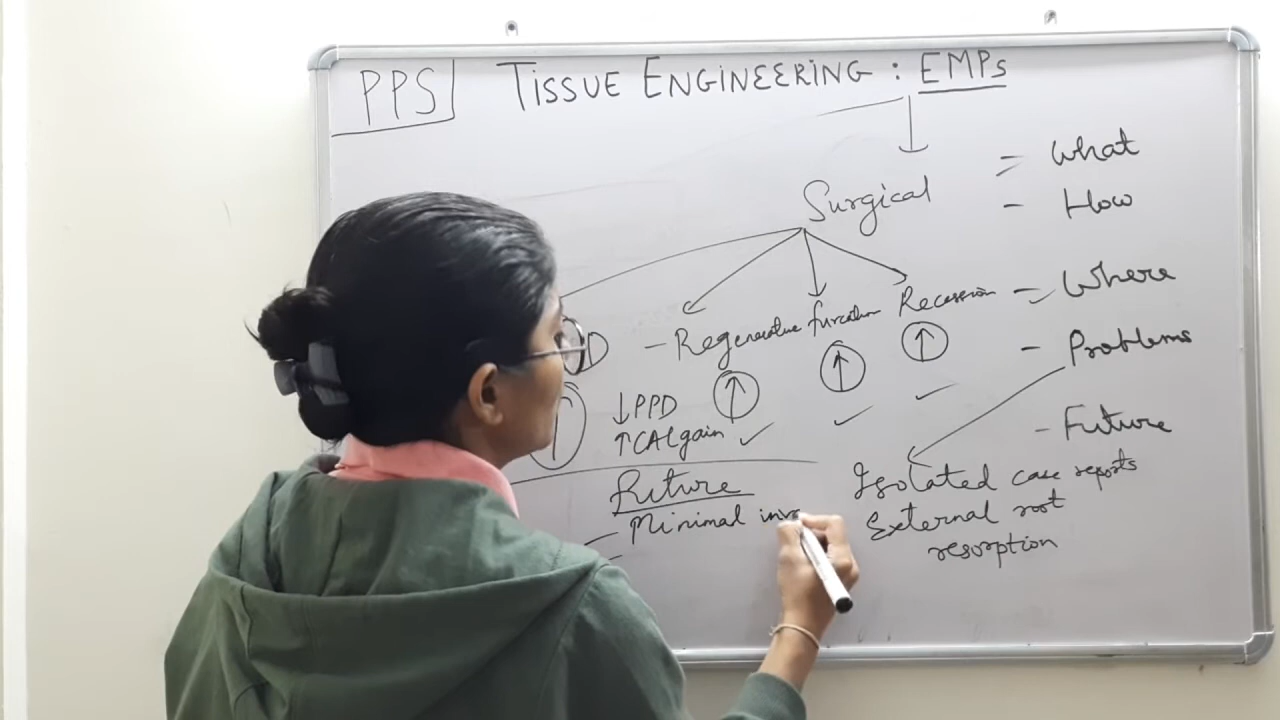 PPS
TISSUE ENGINEERING : EMPs
= What
Surgical
- How
- Where
Recession
furcation
- Regenerative
D
- Problems
↑ ↑ ↑ ↑
↓PPD
↑CAL gain ✓ ✓ ✓
- Future
Isolated case reports
External root
resorption
Future
- Minimal inva